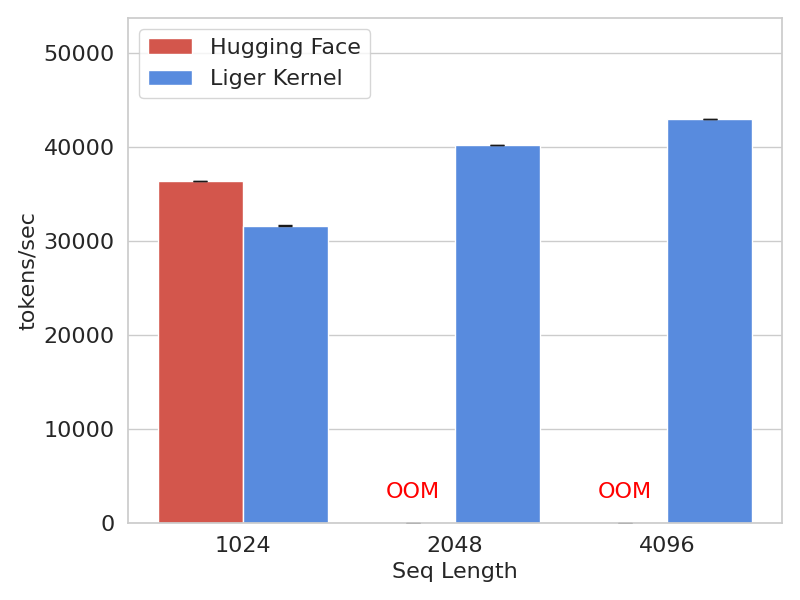 Hugging Face
Liger Kernel
50000
40000
30000
20000
10000
0
tokens/sec
OOM
OOM
1024
2048
4096
Seq Length